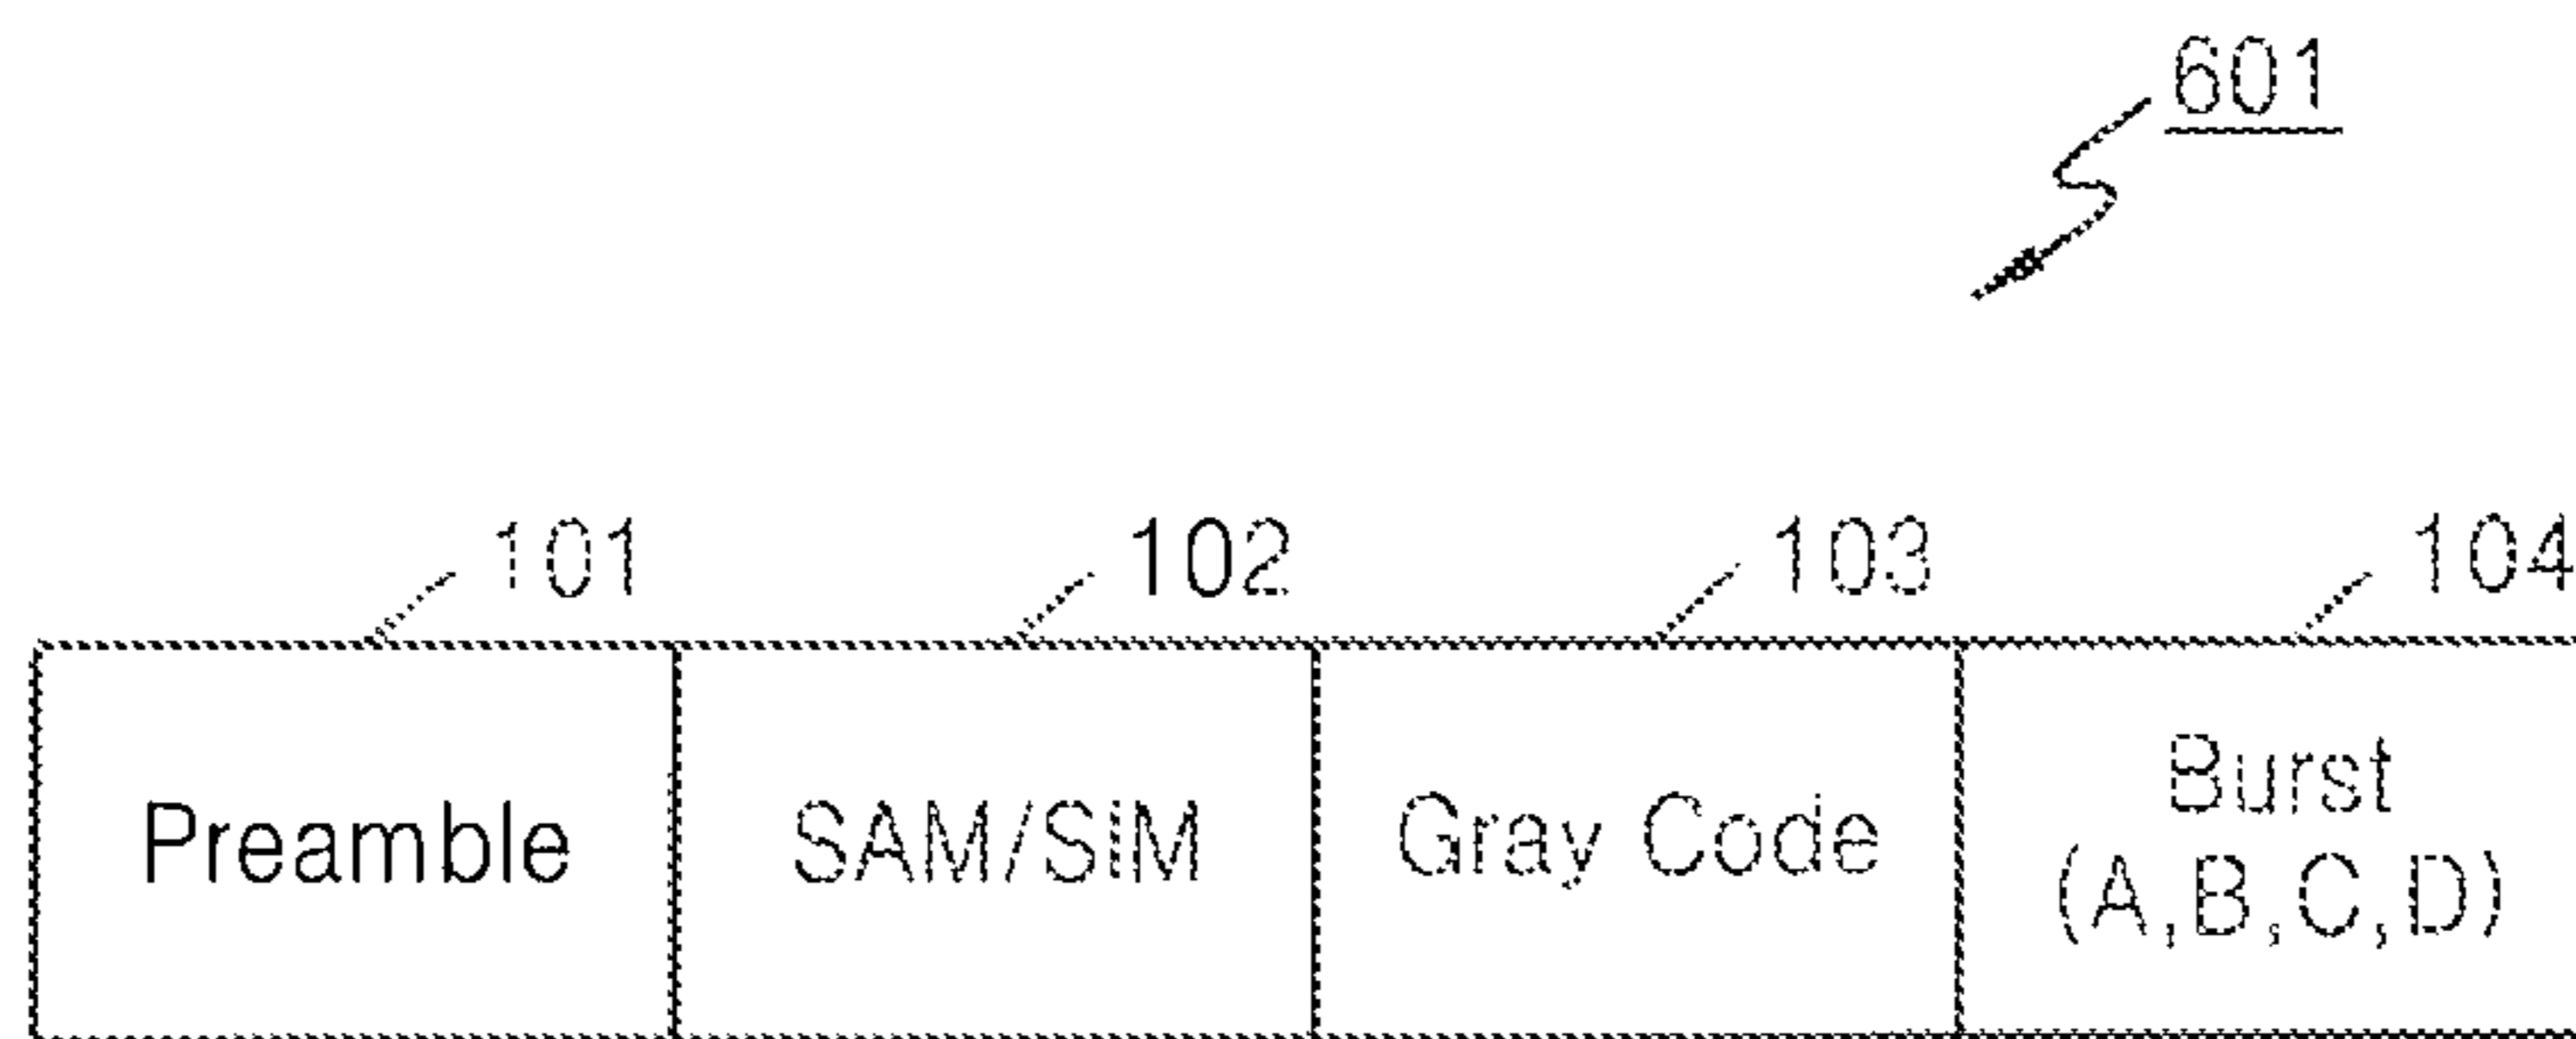 601
101 102 103 104
Preamble SAM/SIM Gray Code Burst
(A,B,C,D)